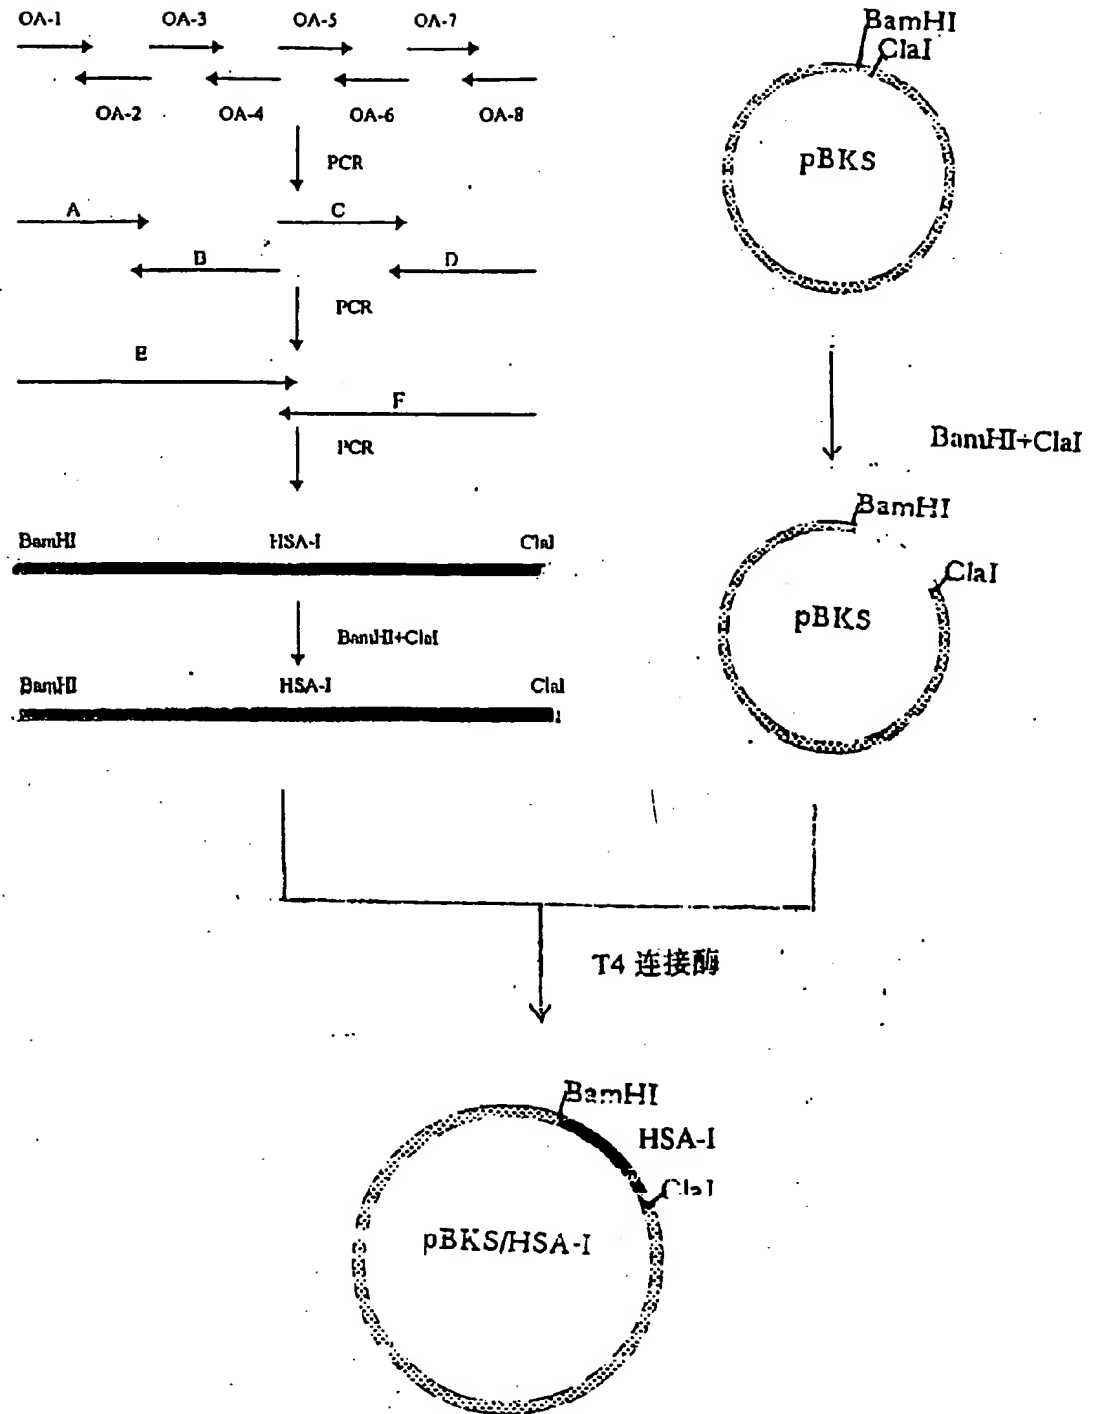 OA-1 OA-3 OA-5 OA-7
OA-2 OA-4 OA-6 OA-8
PCR
A C
B D
PCR
E
F
PCR
BamHI HSA-I ClaI
BamHI+ClaI
BamHI HSA-I ClaI
BamHI
ClaI
pBKS
BamHI+ClaI
BamHI
ClaI
pBKS
T4 连接酶
BamHI
HSA-I
ClaI
pBKS/HSA-I